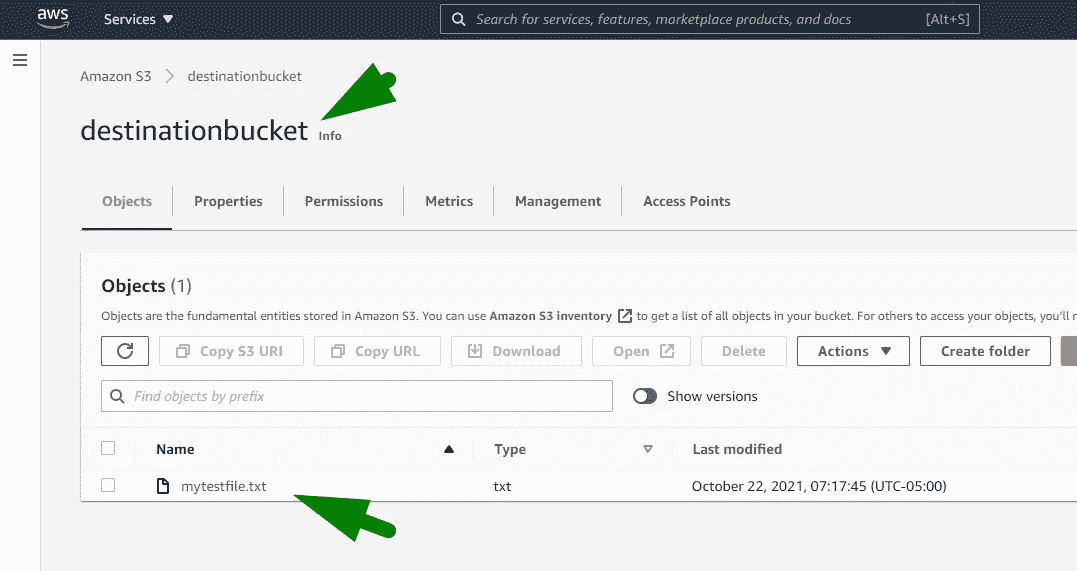 aws Services ▼ Search for services, features, marketplace products, and docs [Alt+S]
Amazon S3 > destinationbucket
destinationbucket Info
Objects Properties Permissions Metrics Management Access Points
Objects (1)
Objects are the fundamental entities stored in Amazon S3. You can use Amazon S3 inventory to get a list of all objects in your bucket. For others to access your objects, you'll
Copy S3 URI Copy URL Download Open Delete Actions ▼ Create folder
Find objects by prefix Show versions
Name ▲ Type ▽ Last modified
mytestfile.txt txt October 22, 2021, 07:17:45 (UTC-05:00)